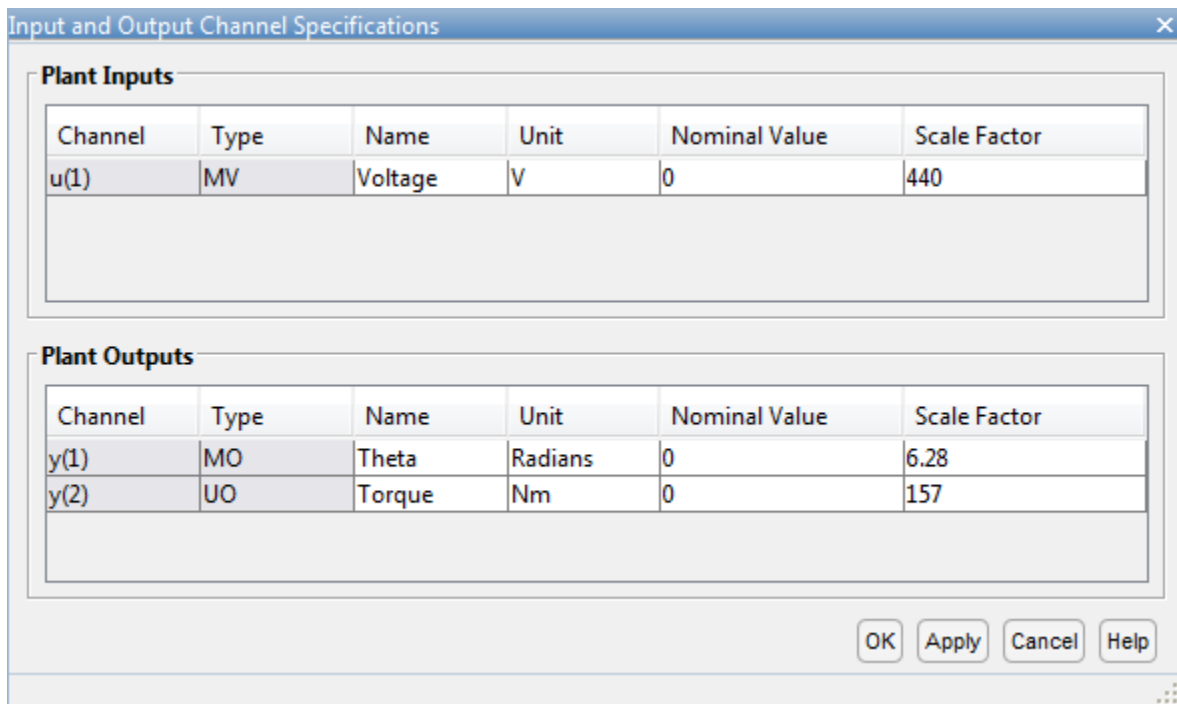 Input and Output Channel Specifications
Plant Inputs
Channel Type Name Unit Nominal Value Scale Factor
u(1) MV Voltage V 0 440
Plant Outputs
Channel Type Name Unit Nominal Value Scale Factor
y(1) MO Theta Radians 0 6.28
y(2) UO Torque Nm 0 157
OK Apply Cancel Help